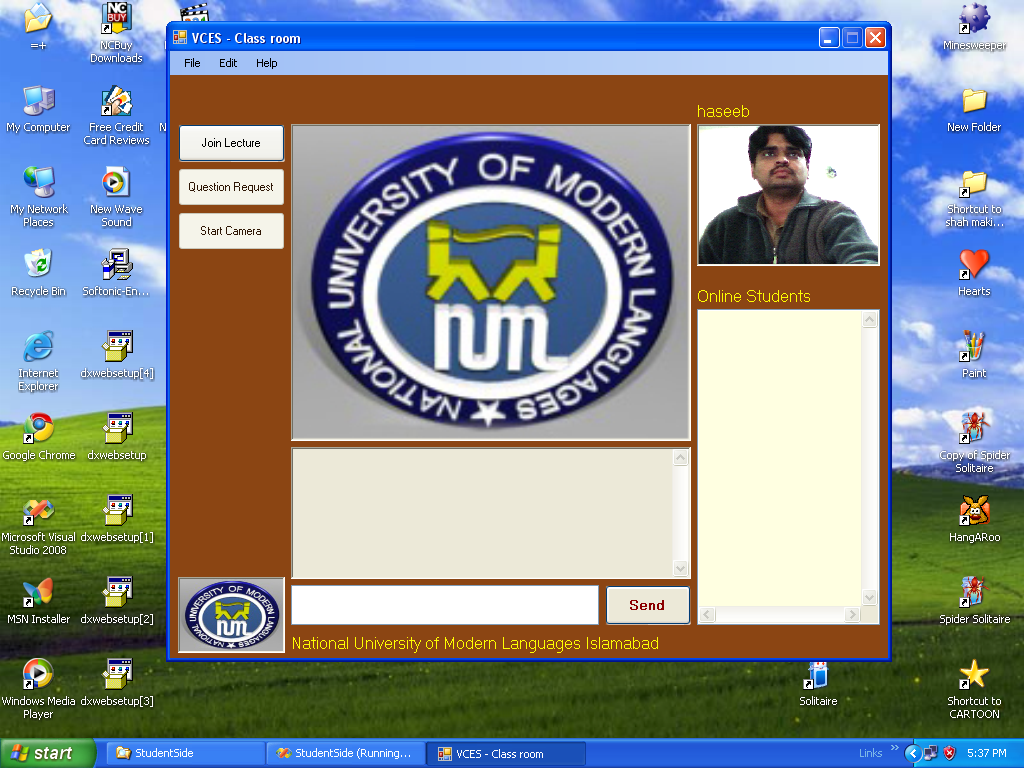 =+
NCBuy
Downloads
My Computer
Free Credit
Card Reviews
N
My Network
Places
New Wave
Sound
Recycle Bin
Softonic-En...
Internet
Explorer
dxwebsetup[4]
Google Chrome
dxwebsetup
Microsoft Visual
Studio 2008
dxwebsetup[1]
MSN Installer
dxwebsetup[2]
Windows Media
Player
dxwebsetup[3]
NC
BUY
VCES - Class room
File Edit Help
Join Lecture
Question Request
Start Camera
NATIONAL UNIVERSITY OF MODERN LANGUAGES
num
haseeb
Online Students
NATIONAL UNIVERSITY OF MODERN LANGUAGES
num
Send
National University of Modern Languages Islamabad
Minesweeper
New Folder
Shortcut to
shah maki...
Hearts
Paint
Copy of Spider
Solitaire
HangARoo
Spider Solitaire
Solitaire
Shortcut to
CARTOON
start
StudentSide
StudentSide (Running...
VCES - Class room
Links »
5:37 PM